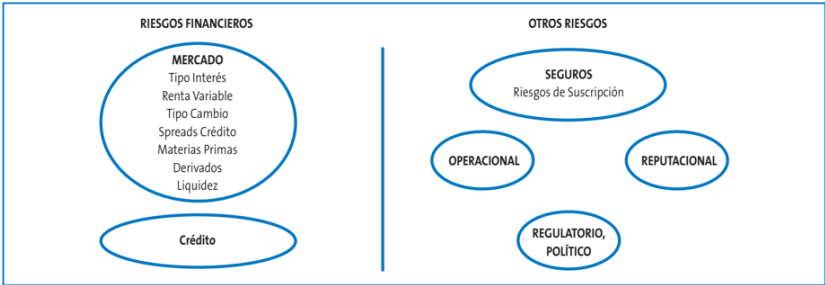 RIESGOS FINANCIEROS
MERCADO
Tipo Interés
Renta Variable
Tipo Cambio
Spreads Crédito
Materias Primas
Derivados
Liquidez
Crédito
OTROS RIESGOS
SEGUROS
Riesgos de Suscripción
OPERACIONAL
REPUTACIONAL
REGULATORIO,
POLÍTICO